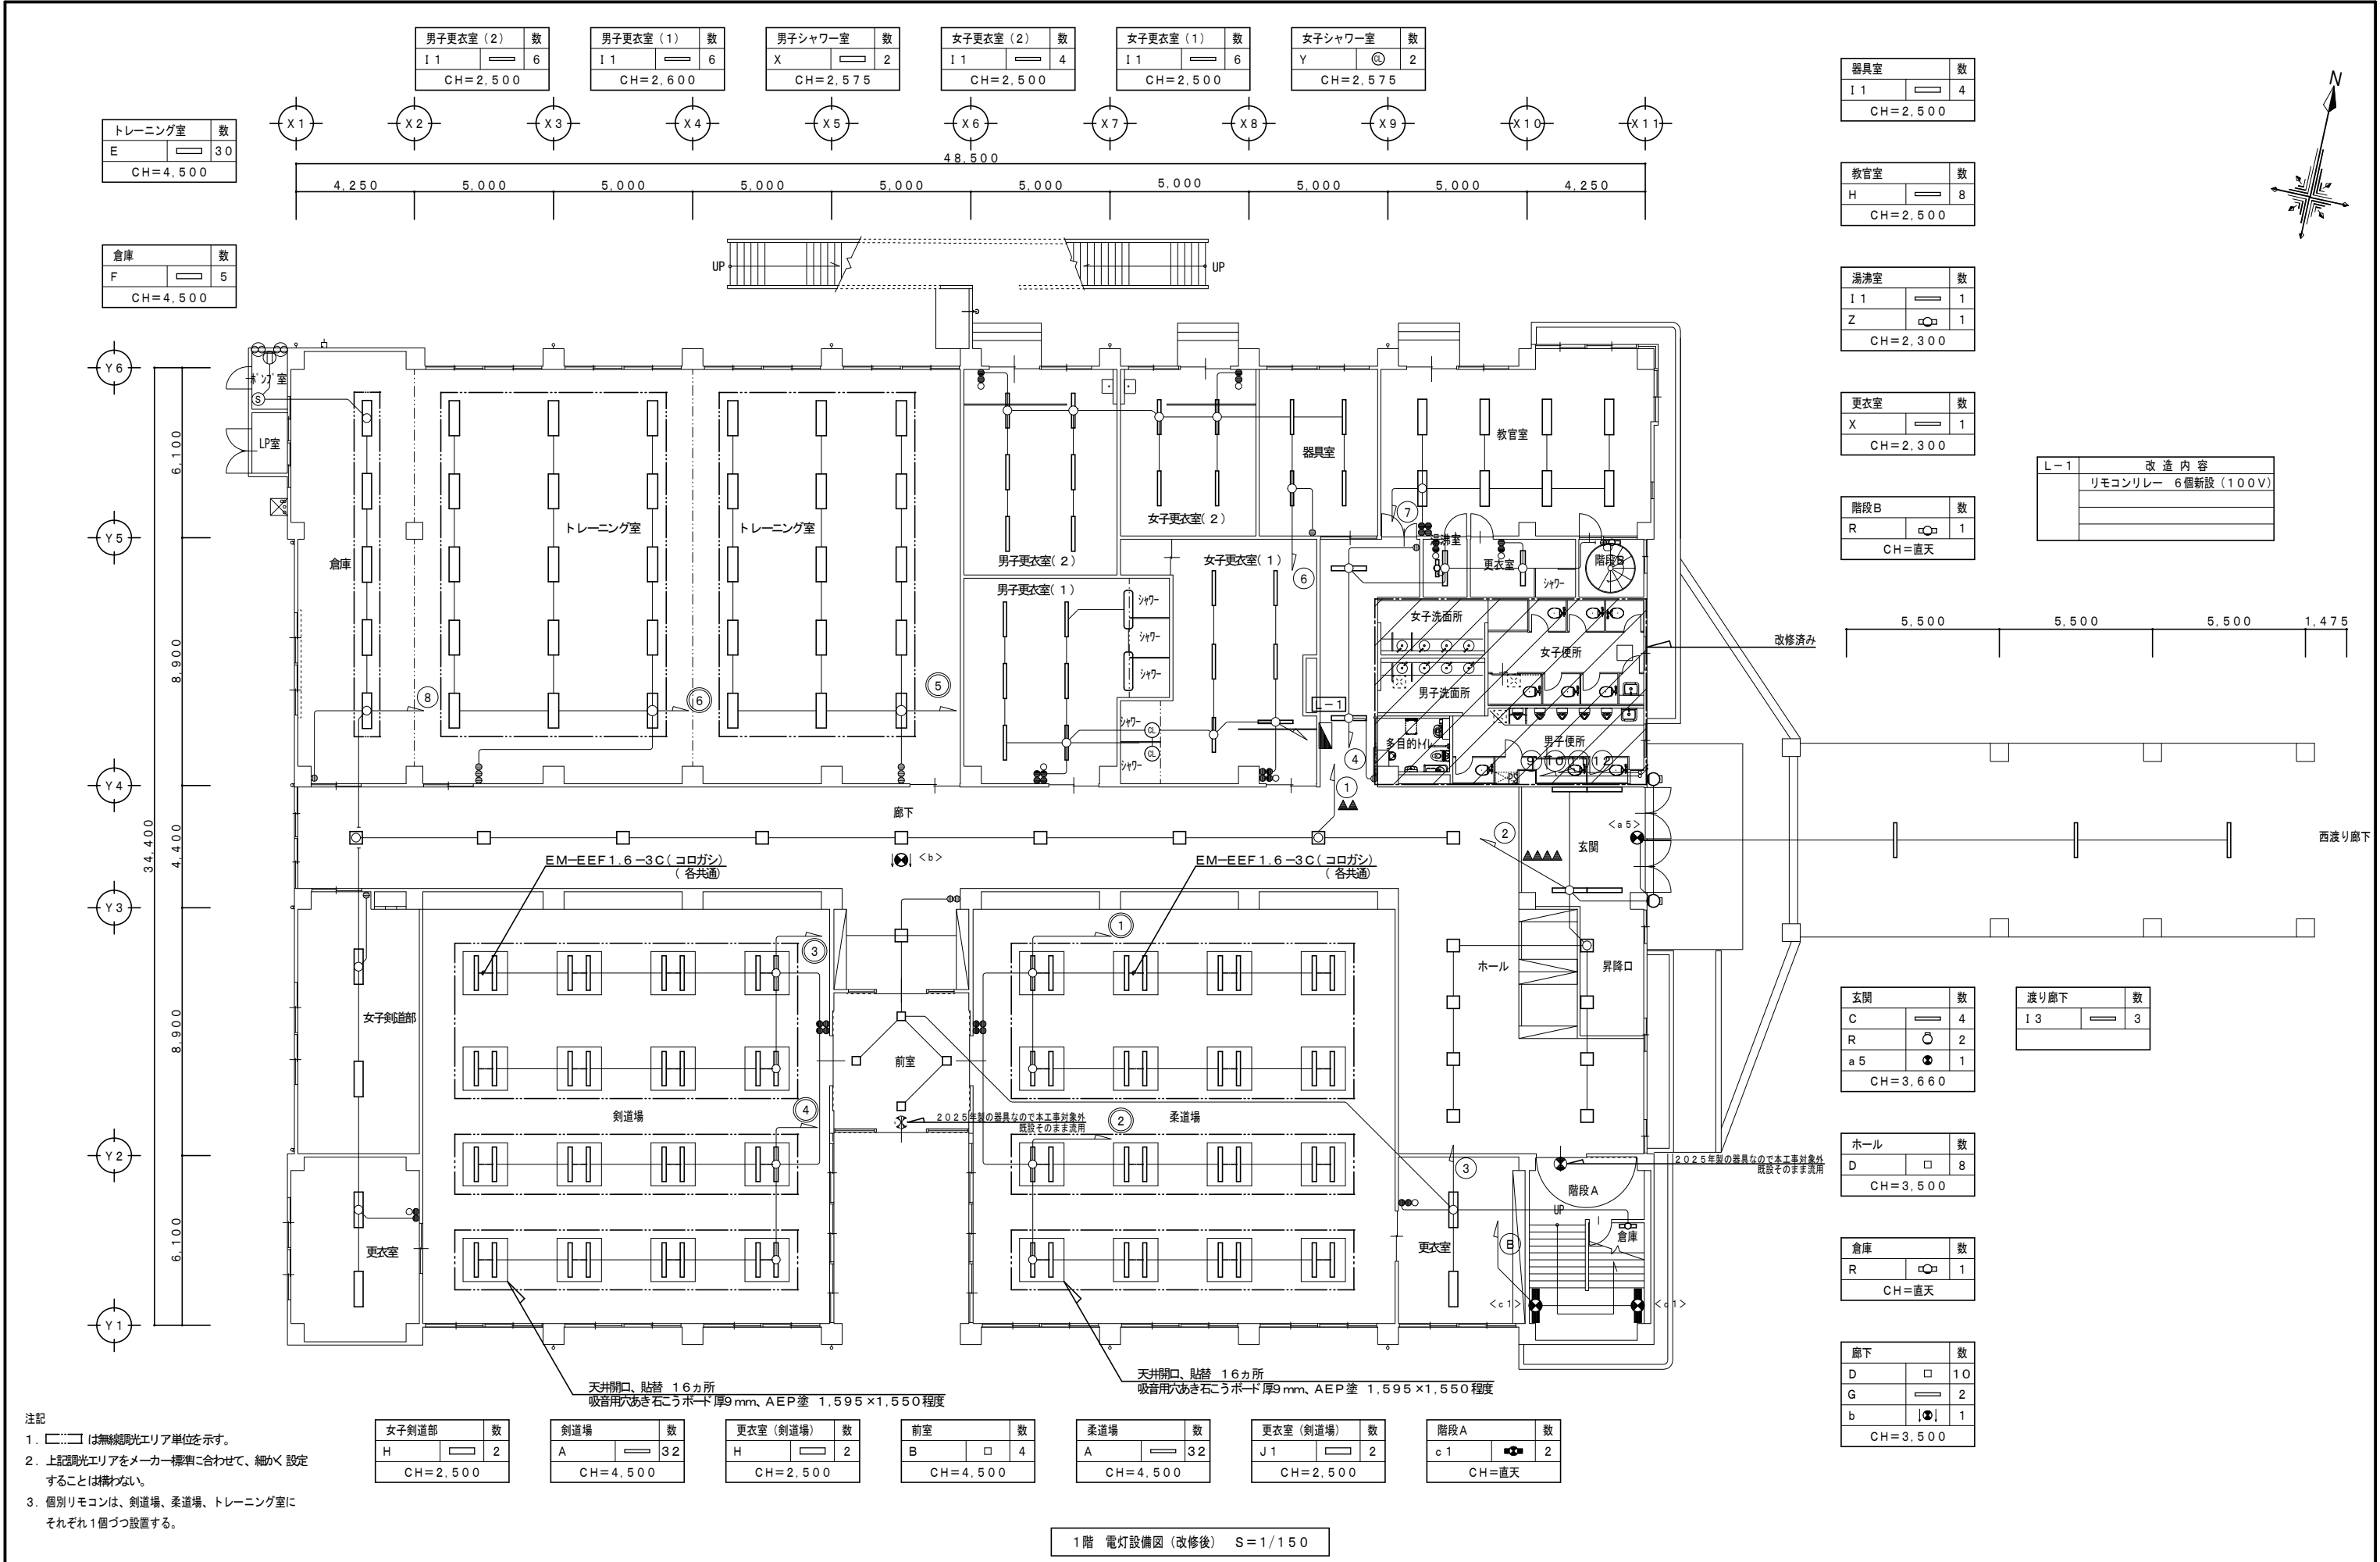 男子更衣室（２） 数
Ｉ１ ６
ＣＨ＝２,５００
男子更衣室（１） 数
Ｉ１ ６
ＣＨ＝２,６００
男子シャワー室 数
Ｘ ２
ＣＨ＝２,５７５
女子更衣室（２） 数
Ｉ１ ４
ＣＨ＝２,５００
女子更衣室（１） 数
Ｉ１ ６
ＣＨ＝２,５００
女子シャワー室 数
Ｙ CL ２
ＣＨ＝２,５７５
トレーニング室 数
Ｅ ３０
ＣＨ＝４,５００
倉庫 数
Ｆ ５
ＣＨ＝４,５００
器具室 数
Ｉ１ ４
ＣＨ＝２,５００
教官室 数
Ｈ ８
ＣＨ＝２,５００
湯沸室 数
Ｉ１ １
Ｚ １
ＣＨ＝２,３００
更衣室 数
Ｘ １
ＣＨ＝２,３００
階段Ｂ 数
Ｒ １
ＣＨ＝直天
N
Ｌ－１ 改造内容
リモコンリレー ６個新設（１００Ｖ）
Ｘ１ Ｘ２ Ｘ３ Ｘ４ Ｘ５ Ｘ６ Ｘ７ Ｘ８ Ｘ９ Ｘ１０ Ｘ１１
４８,５００
４,２５０ ５,０００ ５,０００ ５,０００ ５,０００ ５,０００ ５,０００ ５,０００ ５,０００ ４,２５０
UP
UP
Ｙ６
Ｙ５
Ｙ４
Ｙ３
Ｙ２
Ｙ１
３４,４００
６,１００
８,９００
４,４００
８,９００
６,１００
ポンプ室
S
LP室
倉庫
トレーニング室
トレーニング室
男子更衣室(２)
女子更衣室(２)
器具室
教官室
男子更衣室(１)
女子更衣室(１)
湯沸室
更衣室
シャワー
階段Ｂ
シャワー
シャワー
シャワー
シャワー
シャワー
CL
CL
女子洗面所
女子便所
男子洗面所
男子便所
多目的トイレ
PS
改修済み
５,５００ ５,５００ ５,５００ １,４７５
Ｌ－１
⑧
⑥
⑤
⑥
⑦
④
①
②
9 10 11 12
廊下
<ｂ>
玄関
<ａ５>
西渡り廊下
ＥＭ－ＥＥＦ１.６－３Ｃ(コロガシ)
(各共通)
ＥＭ－ＥＥＦ１.６－３Ｃ(コロガシ)
(各共通)
③
①
④
②
③
Ｂ
女子剣道部
更衣室
剣道場
前室
柔道場
ホール
昇降口
階段Ａ
UP
倉庫
更衣室
<ｃ１>
<ｃ１>
２０２５年製の器具なので本工事対象外
既設そのまま流用
２０２５年製の器具なので本工事対象外
既設そのまま流用
玄関 数
Ｃ ４
Ｒ ２
ａ５ １
ＣＨ＝３,６６０
渡り廊下 数
Ｉ３ ３
ホール 数
Ｄ ８
ＣＨ＝３,５００
倉庫 数
Ｒ １
ＣＨ＝直天
廊下 数
Ｄ １０
Ｇ ２
ｂ １
ＣＨ＝３,５００
天井開口、貼替 １６ヵ所
吸音用穴あき石こうボード厚９ｍｍ、ＡＥＰ塗 １,５９５×１,５５０程度
天井開口、貼替 １６ヵ所
吸音用穴あき石こうボード厚９ｍｍ、ＡＥＰ塗 １,５９５×１,５５０程度
注記
１. は無線調光エリア単位を示す。
２. 上記調光エリアをメーカー標準に合わせて、細かく設定
することは構わない。
３. 個別リモコンは、剣道場、柔道場、トレーニング室に
それぞれ１個づつ設置する。
女子剣道部 数
Ｈ ２
ＣＨ＝２,５００
剣道場 数
Ａ ３２
ＣＨ＝４,５００
更衣室（剣道場） 数
Ｈ ２
ＣＨ＝２,５００
前室 数
Ｂ ４
ＣＨ＝４,５００
柔道場 数
Ａ ３２
ＣＨ＝４,５００
更衣室（剣道場） 数
Ｊ１ ２
ＣＨ＝２,５００
階段Ａ 数
ｃ１ ２
ＣＨ＝直天
１階 電灯設備図（改修後） Ｓ＝１/１５０